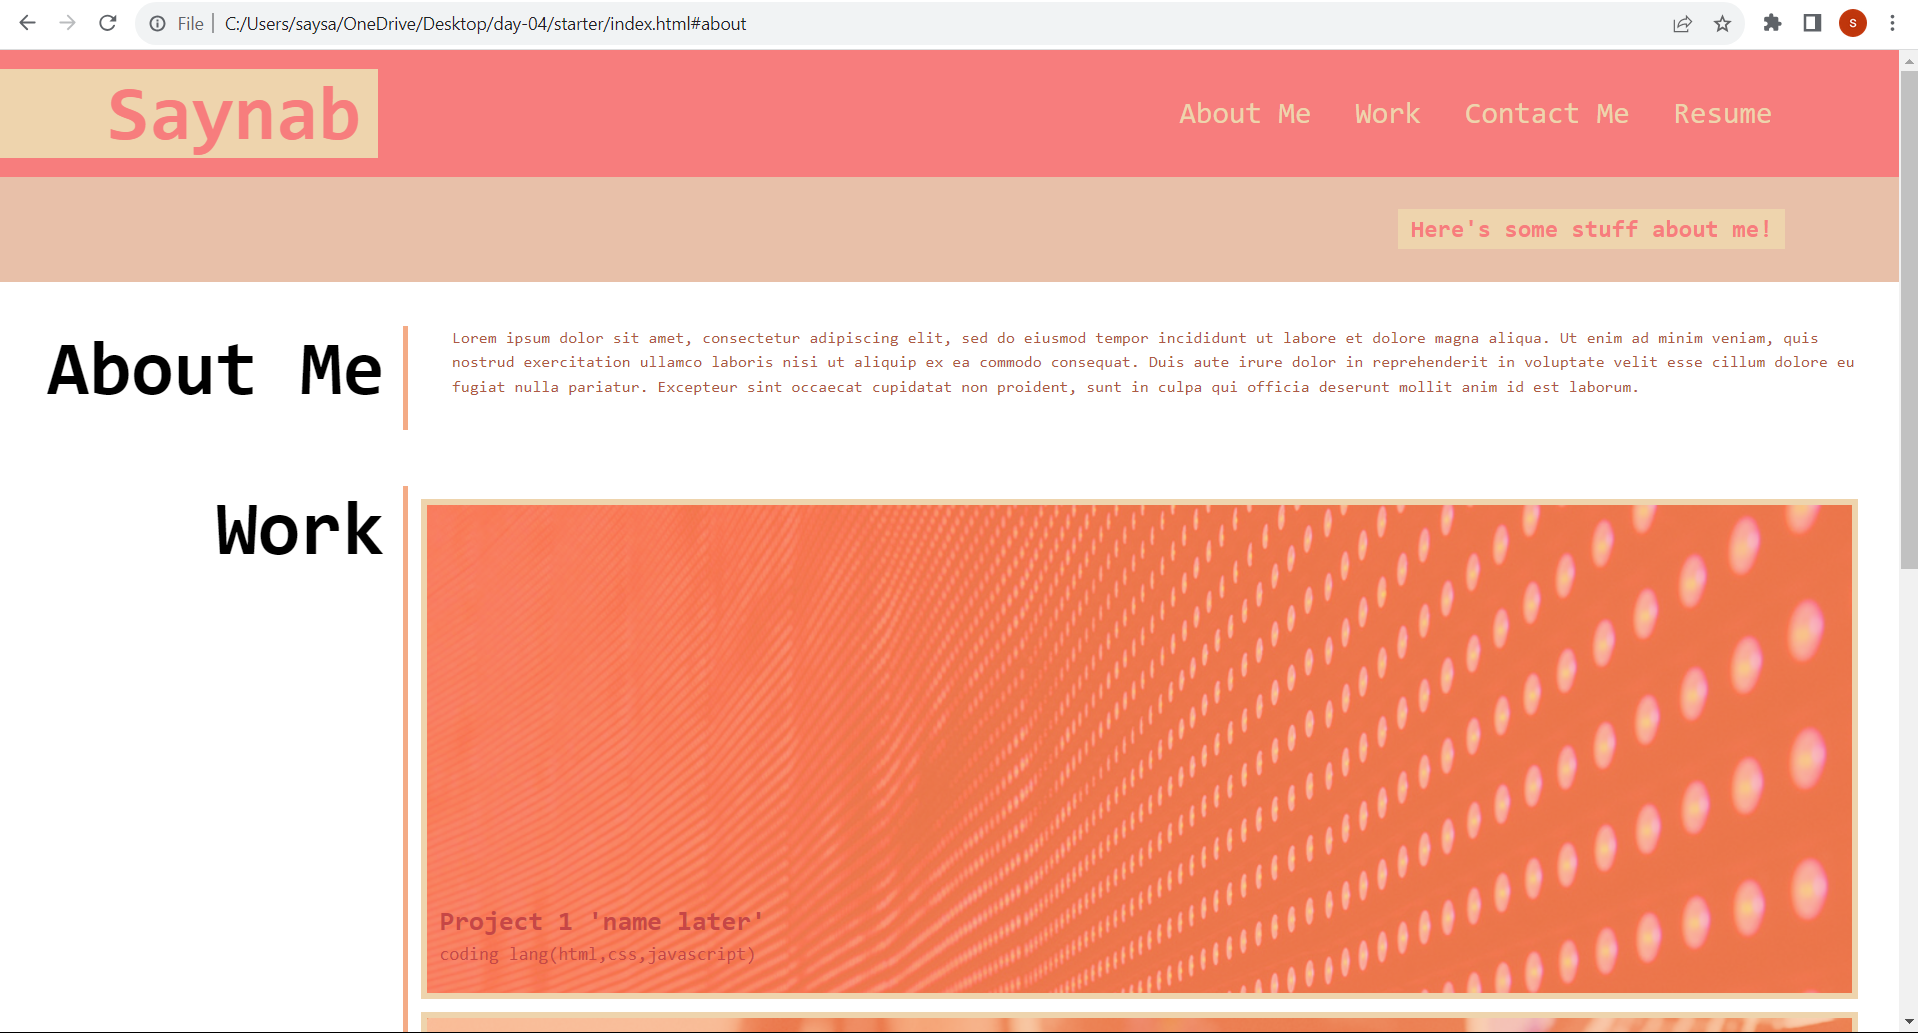 File | C:/Users/saysa/OneDrive/Desktop/day-04/starter/index.html#about
s
Saynab
About Me Work Contact Me Resume
Here's some stuff about me!
About Me
Lorem ipsum dolor sit amet, consectetur adipiscing elit, sed do eiusmod tempor incididunt ut labore et dolore magna aliqua. Ut enim ad minim veniam, quis
nostrud exercitation ullamco laboris nisi ut aliquip ex ea commodo consequat. Duis aute irure dolor in reprehenderit in voluptate velit esse cillum dolore eu
fugiat nulla pariatur. Excepteur sint occaecat cupidatat non proident, sunt in culpa qui officia deserunt mollit anim id est laborum.
Work
Project 1 'name later'
coding lang(html,css,javascript)